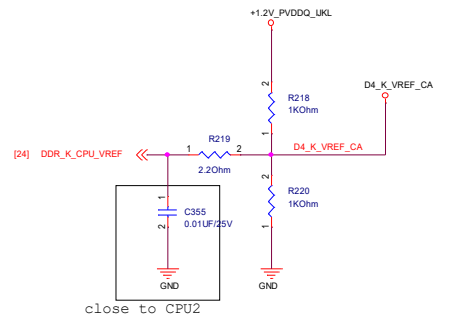 +1.2V_PVDDQ_IJKL
D4_K_VREF_CA
2
R218
1KOhm
1
[24] DDR_K_CPU_VREF
1
R219
2
2.2Ohm
D4_K_VREF_CA
2
R220
1KOhm
1
1
C355
0.01UF/25V
2
GND
GND
close to CPU2